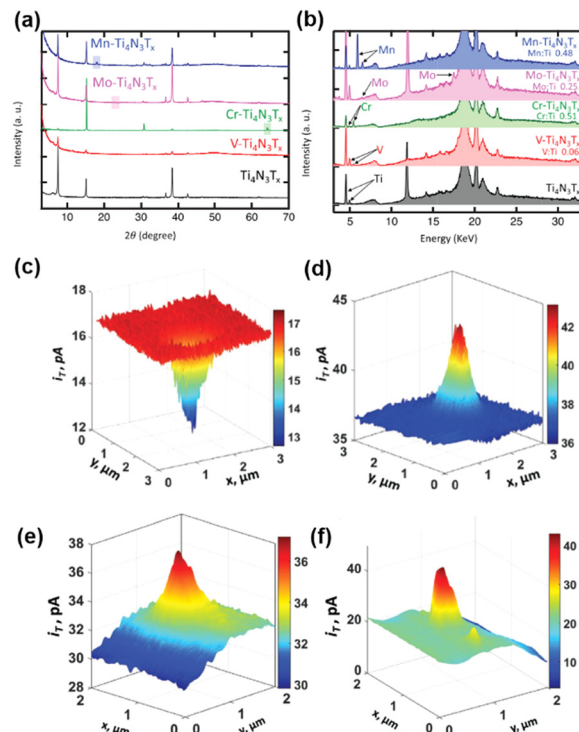 (a)
Mn-Ti₄N₃Tₓ
Mo-Ti₄N₃Tₓ
Cr-Ti₄N₃Tₓ
V-Ti₄N₃Tₓ
Ti₄N₃Tₓ
Intensity (a. u.)
10 20 30 40 50 60 70
2θ (degree)
(b)
Mn-Ti₄N₃Tₓ
Mn:Ti 0.48
Mn
Mo-Ti₄N₃Tₓ
Mo:Ti 0.25
Mo
Mo
Cr-Ti₄N₃Tₓ
Cr:Ti 0.51
Cr
V-Ti₄N₃Tₓ
V:Ti 0.06
V
Ti₄N₃Tₓ
Ti
Intensity (a. u.)
10 20 30
Energy (KeV)
(c)
18
16
14
12
iT, pA
0 1 2 3
y, µm
0 1 2 3
x, µm
17
16
15
14
13
(d)
45
40
35
iT, pA
3 2 1 0
y, µm
0 1 2 3
x, µm
42
40
38
36
(e)
38
36
34
32
30
28
iT, pA
2 1 0
x, µm
0 1 2
y, µm
36
34
32
30
(f)
40
20
0
iT, pA
2 1 0
x, µm
0 1 2
y, µm
40
30
20
10